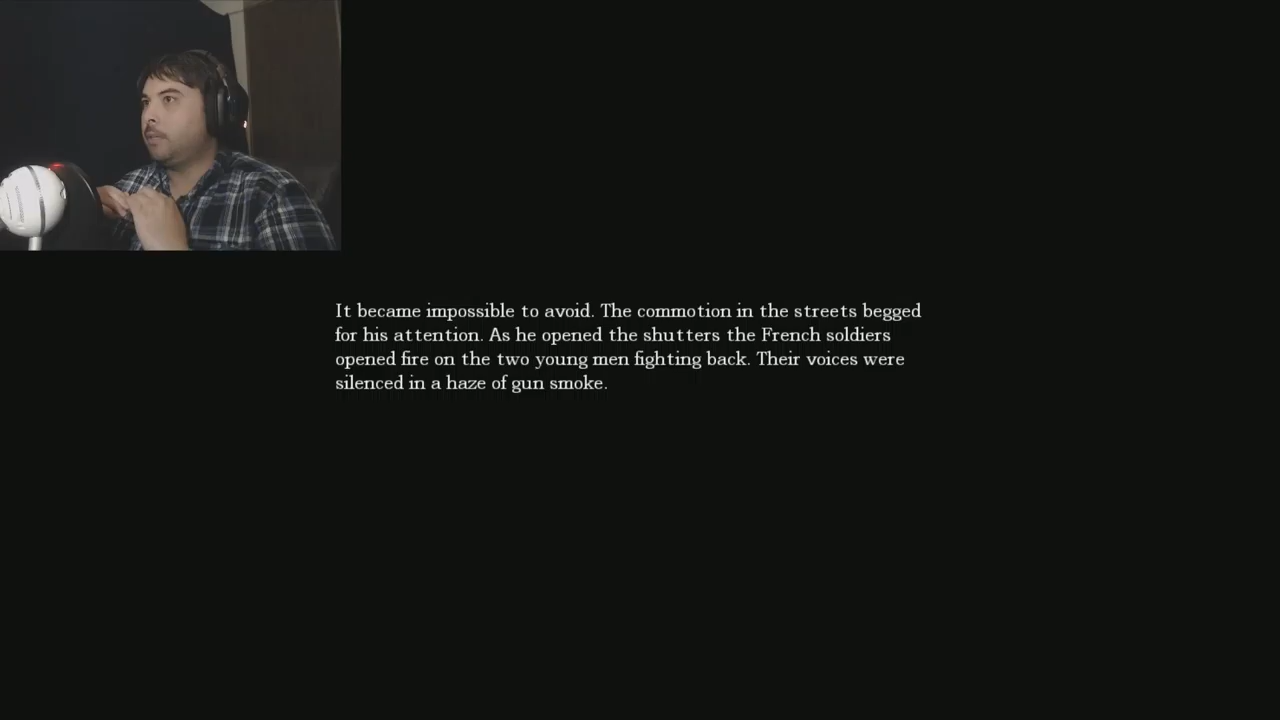 It became impossible to avoid. The commotion in the streets begged
for his attention. As he opened the shutters the French soldiers
opened fire on the two young men fighting back. Their voices were
silenced in a haze of gun smoke.